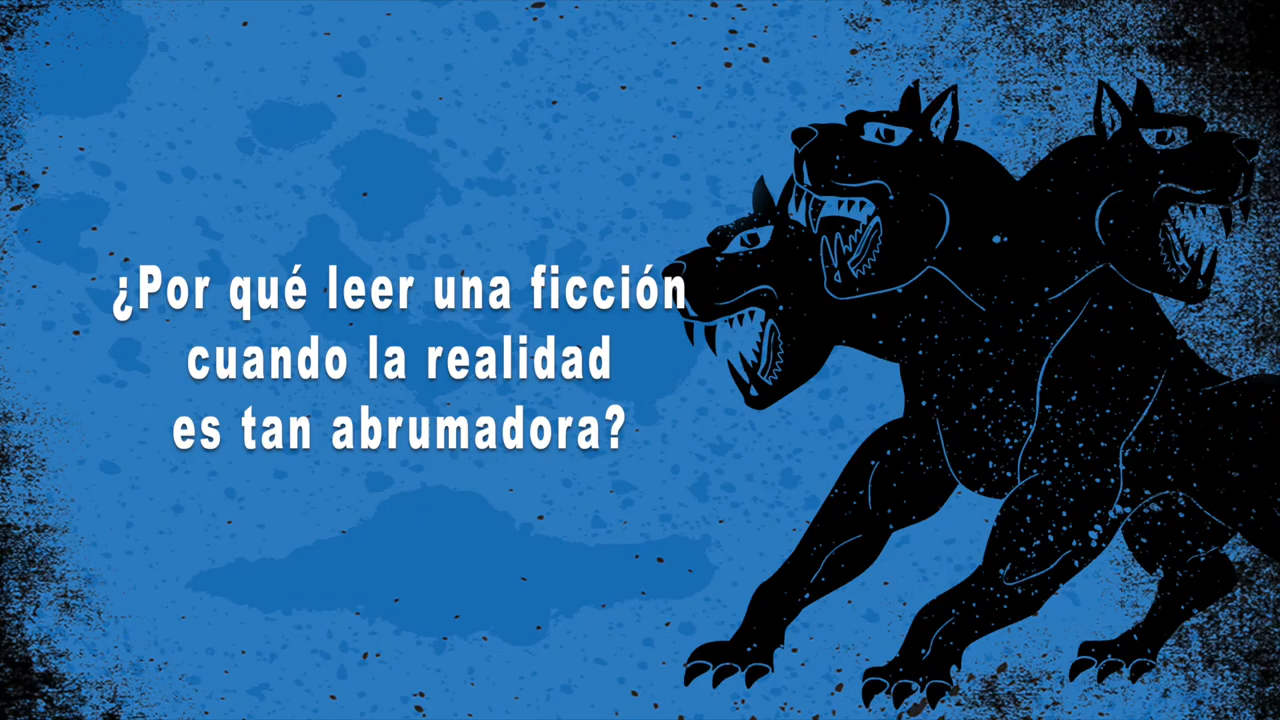 ¿Por qué leer una ficción
cuando la realidad
es tan abrumadora?